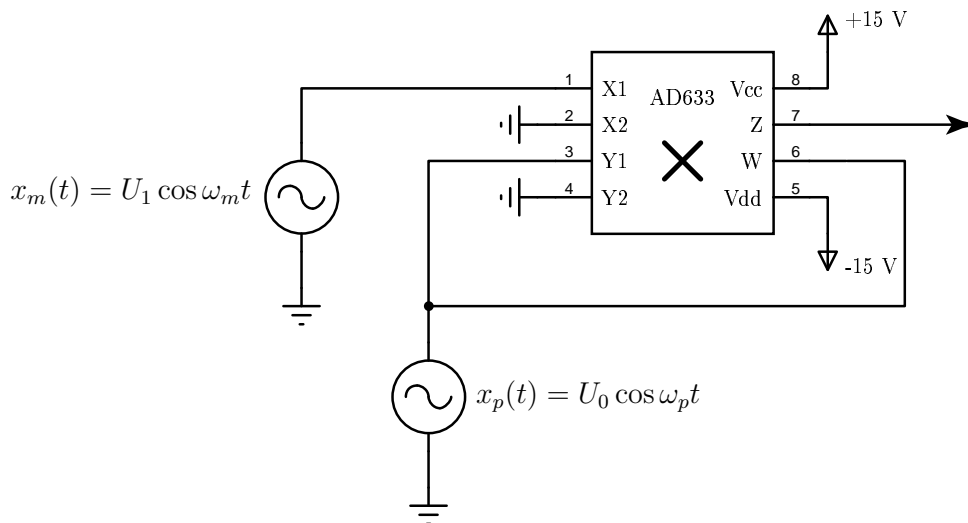 +15 V
1 X1 AD633 Vcc 8
2 X2 Z 7
3 Y1 W 6
4 Y2 Vdd 5
x_m(t) = U_1 cos ω_m t
-15 V
x_p(t) = U_0 cos ω_p t